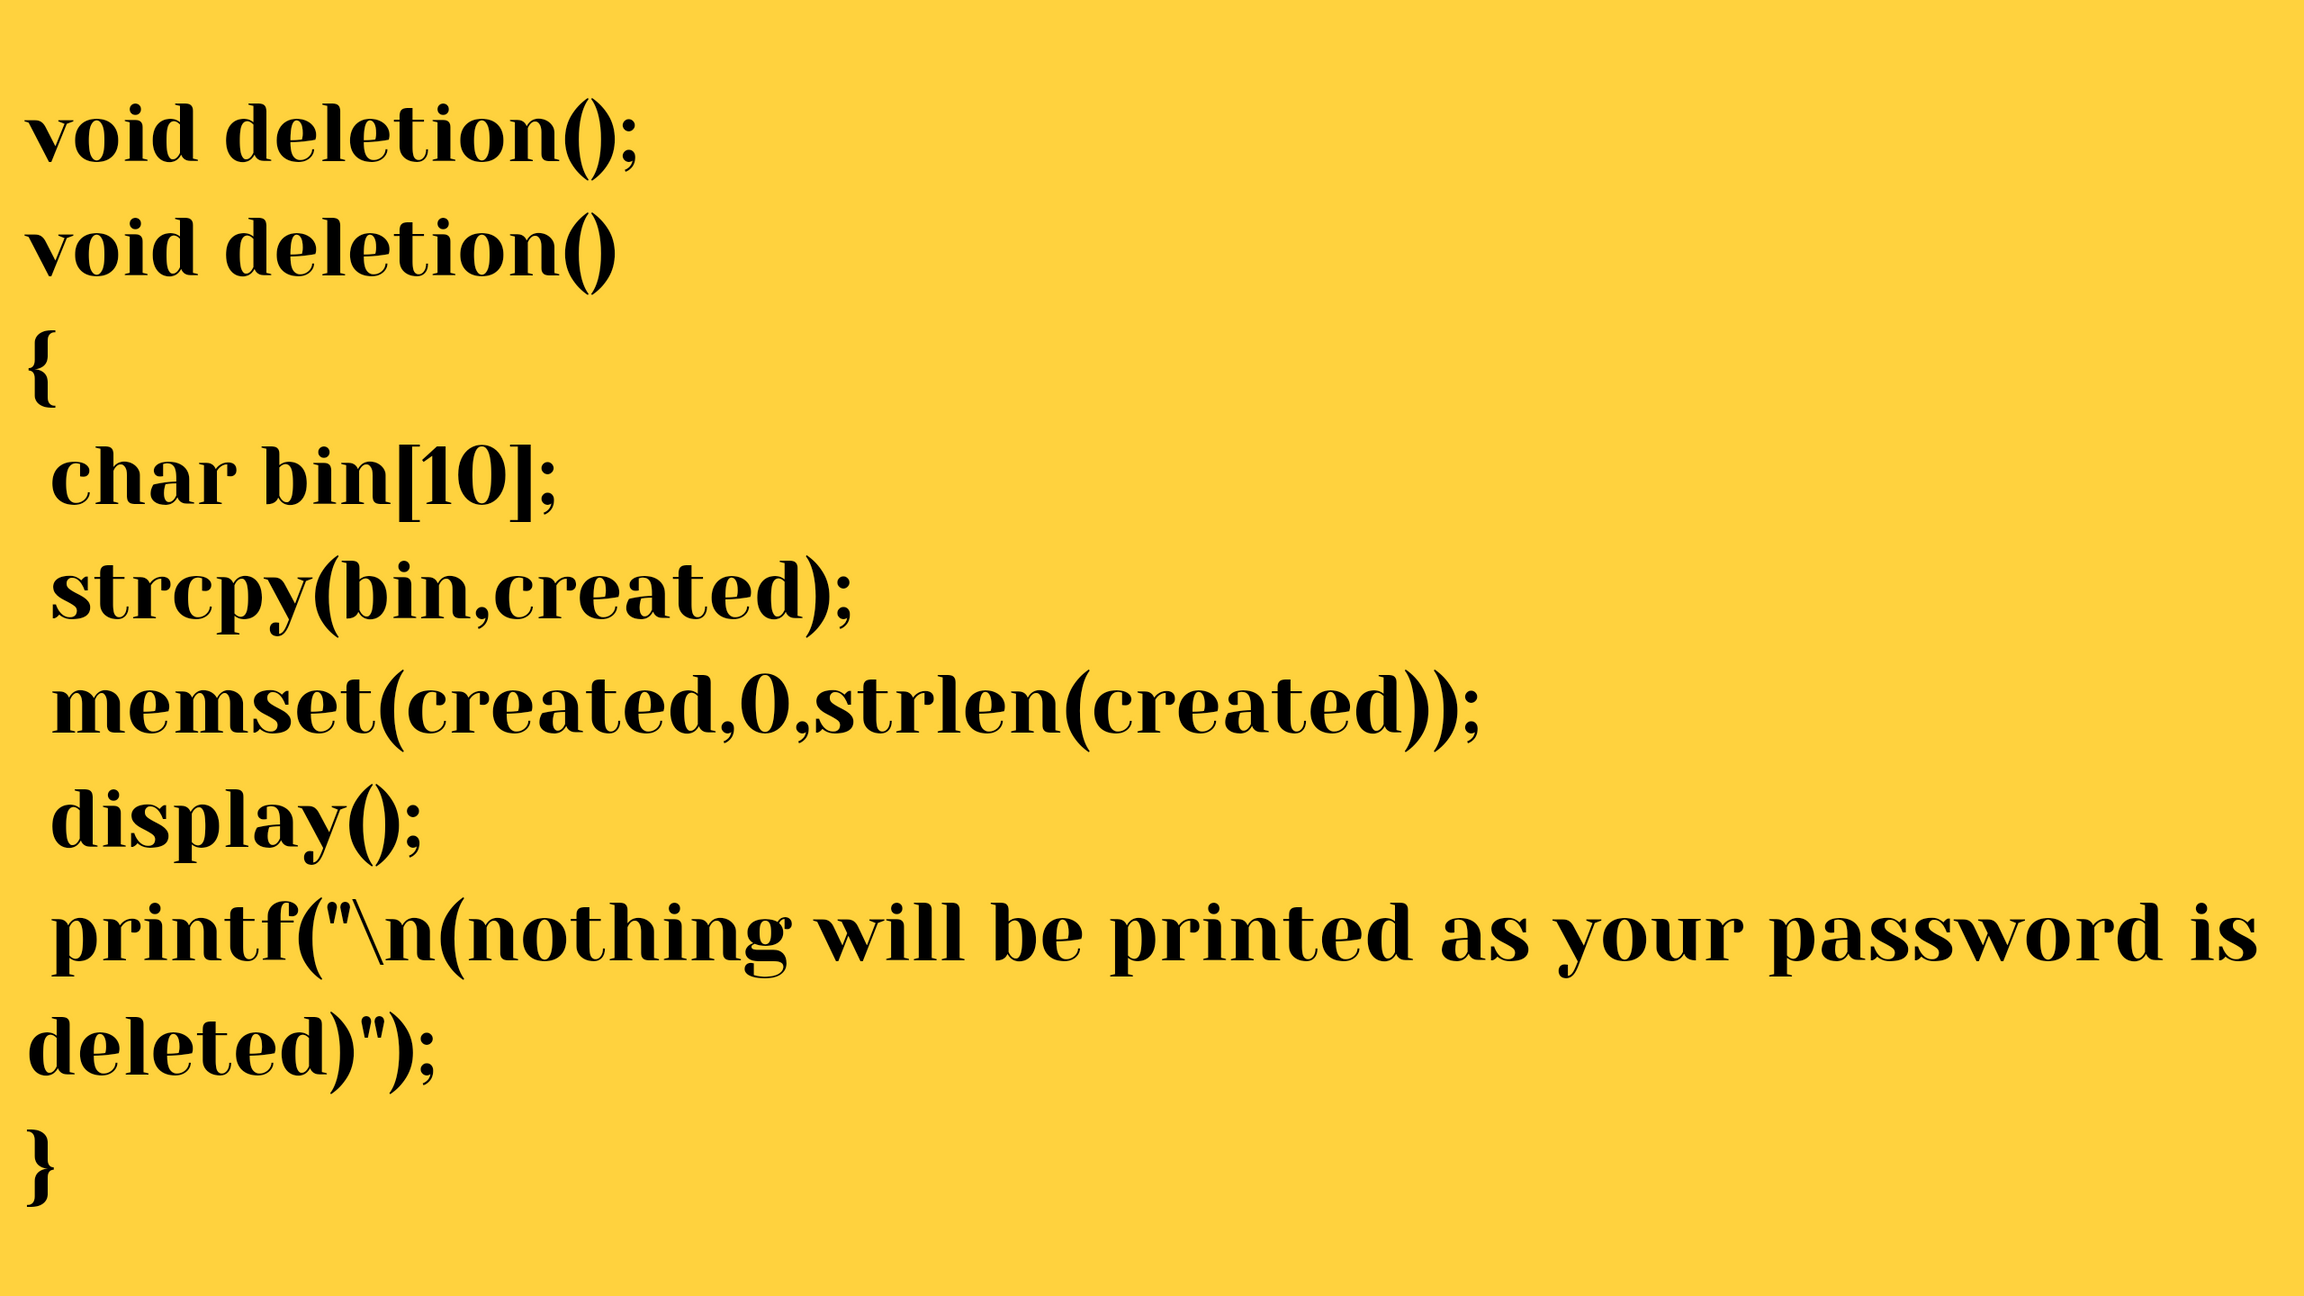 void deletion();
void deletion()
{
 char bin[10];
 strcpy(bin,created);
 memset(created,0,strlen(created));
 display();
 printf("\n(nothing will be printed as your password is
deleted)");
}